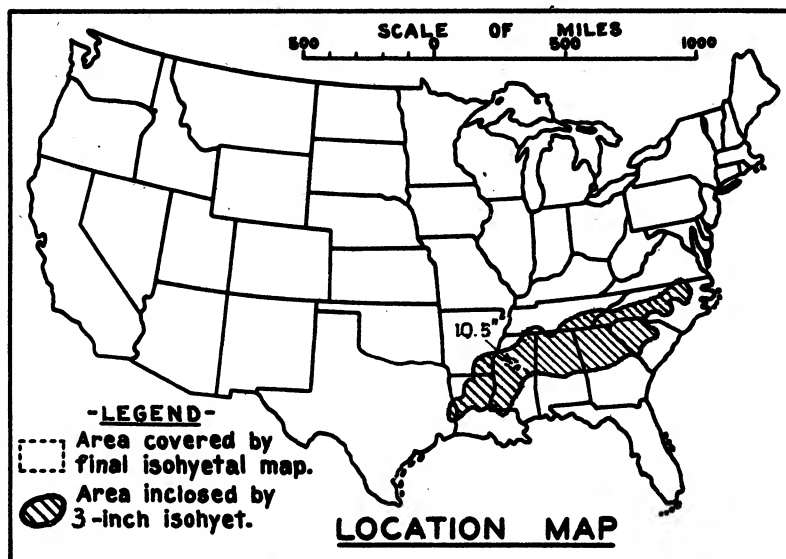 SCALE OF MILES
500 0 500 1000
10.5"
-LEGEND-
Area covered by
final isohyetal map.
Area inclosed by
3-inch isohyet.
LOCATION MAP